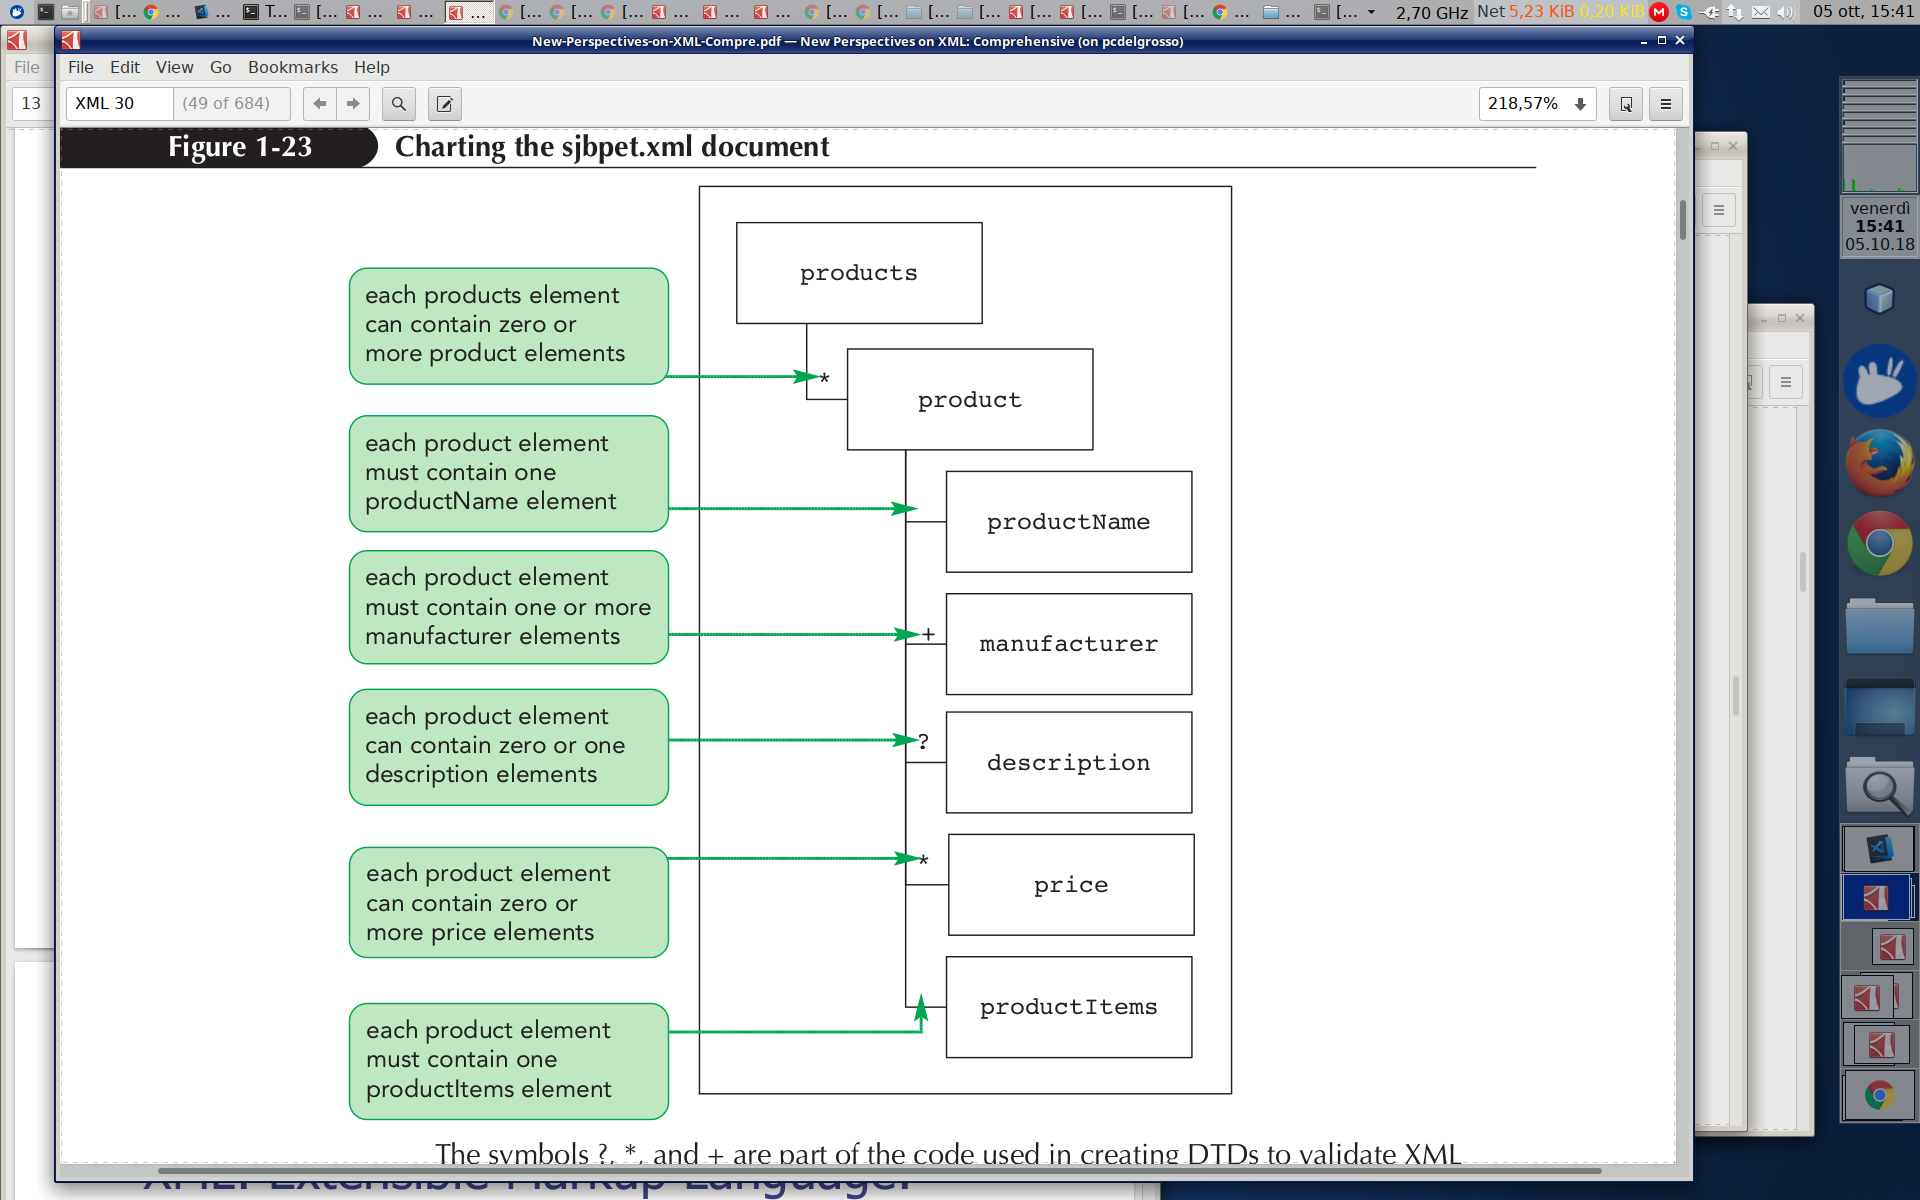 [... ... ... T... [... ... ... ... [... [... [... ... ... ... [... [... [... [... [... [... [... [... ... ... [...
2,70 GHz Net 5,23 KiB 0,20 KiB 05 ott, 15:41
New-Perspectives-on-XML-Compre.pdf — New Perspectives on XML: Comprehensive (on pcdelgrosso)
File
File Edit View Go Bookmarks Help
13
XML 30 (49 of 684) 218,57%
Figure 1-23 Charting the sjbpet.xml document
products
each products element
can contain zero or
more product elements
*
product
each product element
must contain one
productName element
productName
each product element
must contain one or more
manufacturer elements
+
manufacturer
each product element
can contain zero or one
description elements
?
description
each product element
can contain zero or
more price elements
*
price
each product element
must contain one
productItems element
productItems
The symbols ?, *, and + are part of the code used in creating DTDs to validate XML
XML: Extensible Markup Language.
venerdì
15:41
05.10.18